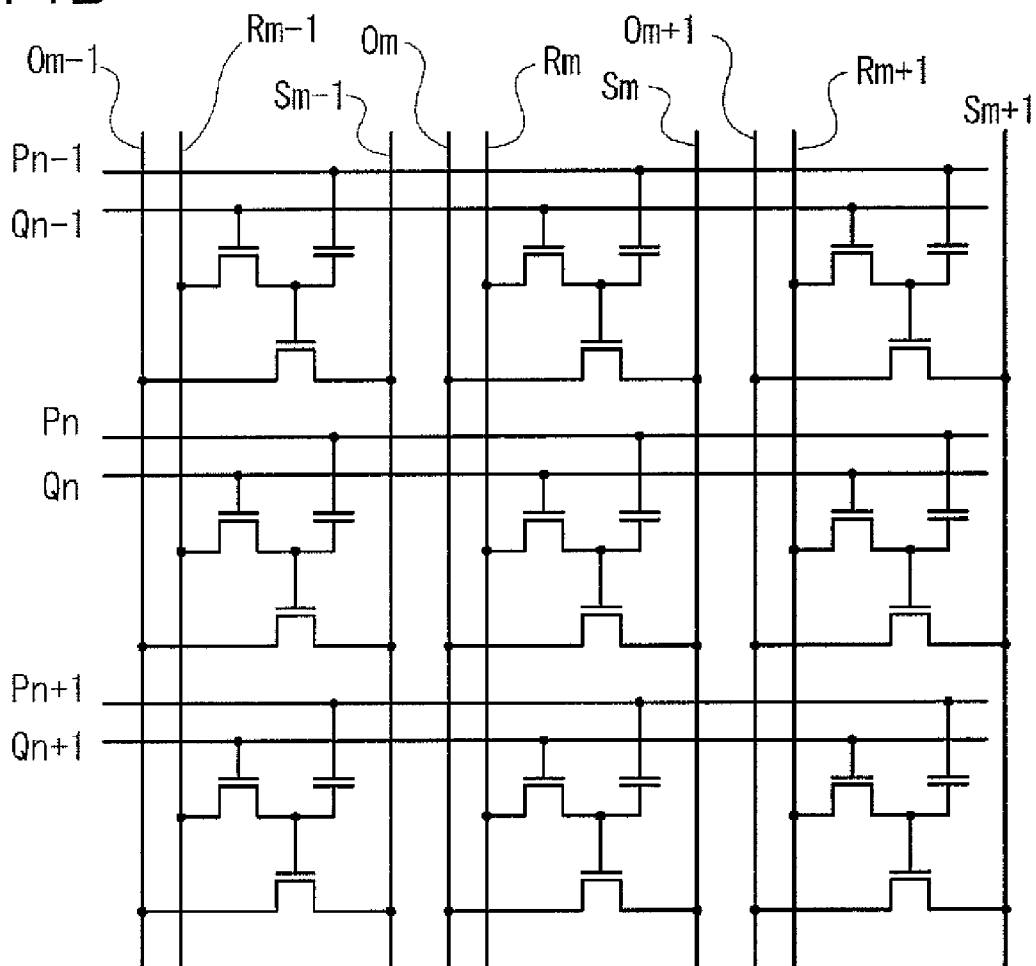 Om-1
Rm-1
Sm-1
Om
Rm
Sm
Om+1
Rm+1
Sm+1
Pn-1
Qn-1
Pn
Qn
Pn+1
Qn+1